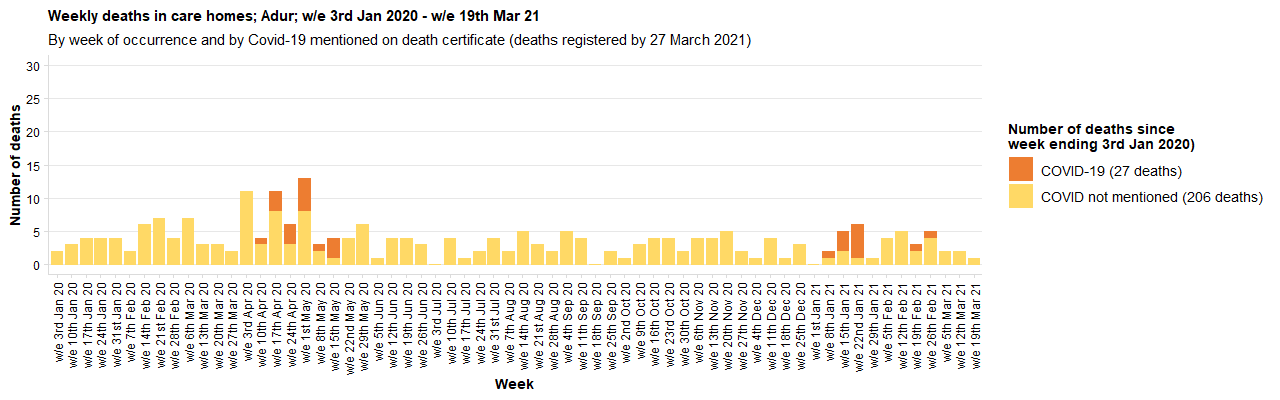 Weekly deaths in care homes; Adur; w/e 3rd Jan 2020 - w/e 19th Mar 21
By week of occurrence and by Covid-19 mentioned on death certificate (deaths registered by 27 March 2021)
Number of deaths
30
25
20
15
10
5
0
w/e 3rd Jan 20
w/e 10th Jan 20
w/e 17th Jan 20
w/e 24th Jan 20
w/e 31st Jan 20
w/e 7th Feb 20
w/e 14th Feb 20
w/e 21st Feb 20
w/e 28th Feb 20
w/e 6th Mar 20
w/e 13th Mar 20
w/e 20th Mar 20
w/e 27th Mar 20
w/e 3rd Apr 20
w/e 10th Apr 20
w/e 17th Apr 20
w/e 24th Apr 20
w/e 1st May 20
w/e 8th May 20
w/e 15th May 20
w/e 22nd May 20
w/e 29th May 20
w/e 5th Jun 20
w/e 12th Jun 20
w/e 19th Jun 20
w/e 26th Jun 20
w/e 3rd Jul 20
w/e 10th Jul 20
w/e 17th Jul 20
w/e 24th Jul 20
w/e 31st Jul 20
w/e 7th Aug 20
w/e 14th Aug 20
w/e 21st Aug 20
w/e 28th Aug 20
w/e 4th Sep 20
w/e 11th Sep 20
w/e 18th Sep 20
w/e 25th Sep 20
w/e 2nd Oct 20
w/e 9th Oct 20
w/e 16th Oct 20
w/e 23rd Oct 20
w/e 30th Oct 20
w/e 6th Nov 20
w/e 13th Nov 20
w/e 20th Nov 20
w/e 27th Nov 20
w/e 4th Dec 20
w/e 11th Dec 20
w/e 18th Dec 20
w/e 25th Dec 20
w/e 1st Jan 21
w/e 8th Jan 21
w/e 15th Jan 21
w/e 22nd Jan 21
w/e 29th Jan 21
w/e 5th Feb 21
w/e 12th Feb 21
w/e 19th Feb 21
w/e 26th Feb 21
w/e 5th Mar 21
w/e 12th Mar 21
w/e 19th Mar 21
Week
Number of deaths since
week ending 3rd Jan 2020)
COVID-19 (27 deaths)
COVID not mentioned (206 deaths)